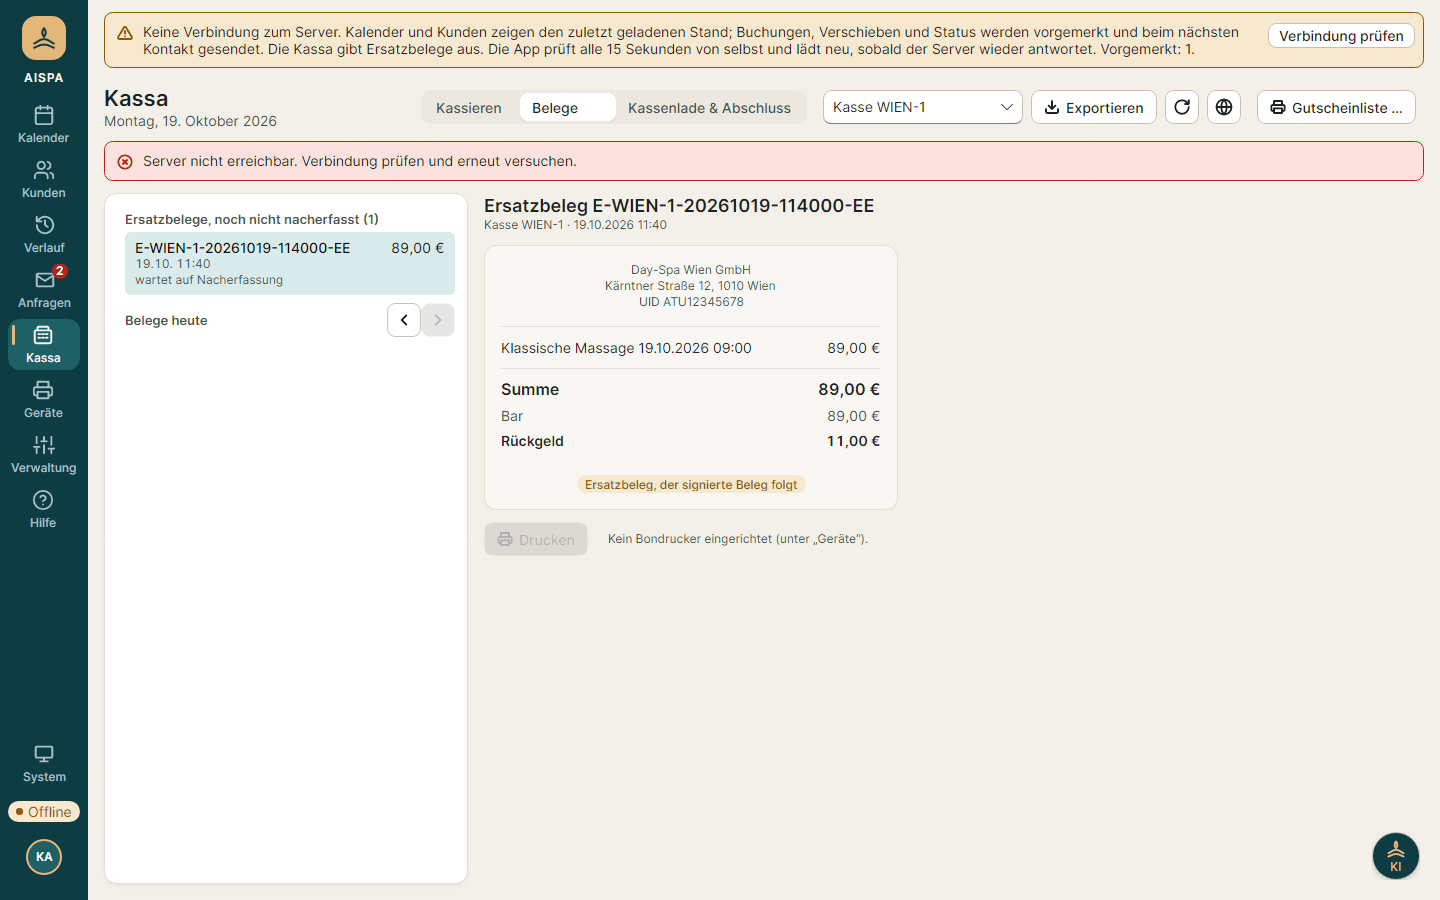 AISPA
Kalender
Kunden
Verlauf
2
Anfragen
Kassa
Geräte
Verwaltung
Hilfe
System
Offline
KA
Keine Verbindung zum Server. Kalender und Kunden zeigen den zuletzt geladenen Stand; Buchungen, Verschieben und Status werden vorgemerkt und beim nächsten
Kontakt gesendet. Die Kassa gibt Ersatzbelege aus. Die App prüft alle 15 Sekunden von selbst und lädt neu, sobald der Server wieder antwortet. Vorgemerkt: 1.
Verbindung prüfen
Kassa
Montag, 19. Oktober 2026
Kassieren
Belege
Kassenlade & Abschluss
Kasse WIEN-1
Exportieren
Gutscheinliste ...
Server nicht erreichbar. Verbindung prüfen und erneut versuchen.
Ersatzbelege, noch nicht nacherfasst (1)
E-WIEN-1-20261019-114000-EE 89,00 €
19.10. 11:40
wartet auf Nacherfassung
Belege heute
Ersatzbeleg E-WIEN-1-20261019-114000-EE
Kasse WIEN-1 · 19.10.2026 11:40
Day-Spa Wien GmbH
Kärntner Straße 12, 1010 Wien
UID ATU12345678
Klassische Massage 19.10.2026 09:00 89,00 €
Summe 89,00 €
Bar 89,00 €
Rückgeld 11,00 €
Ersatzbeleg, der signierte Beleg folgt
Drucken
Kein Bondrucker eingerichtet (unter „Geräte“).
KI